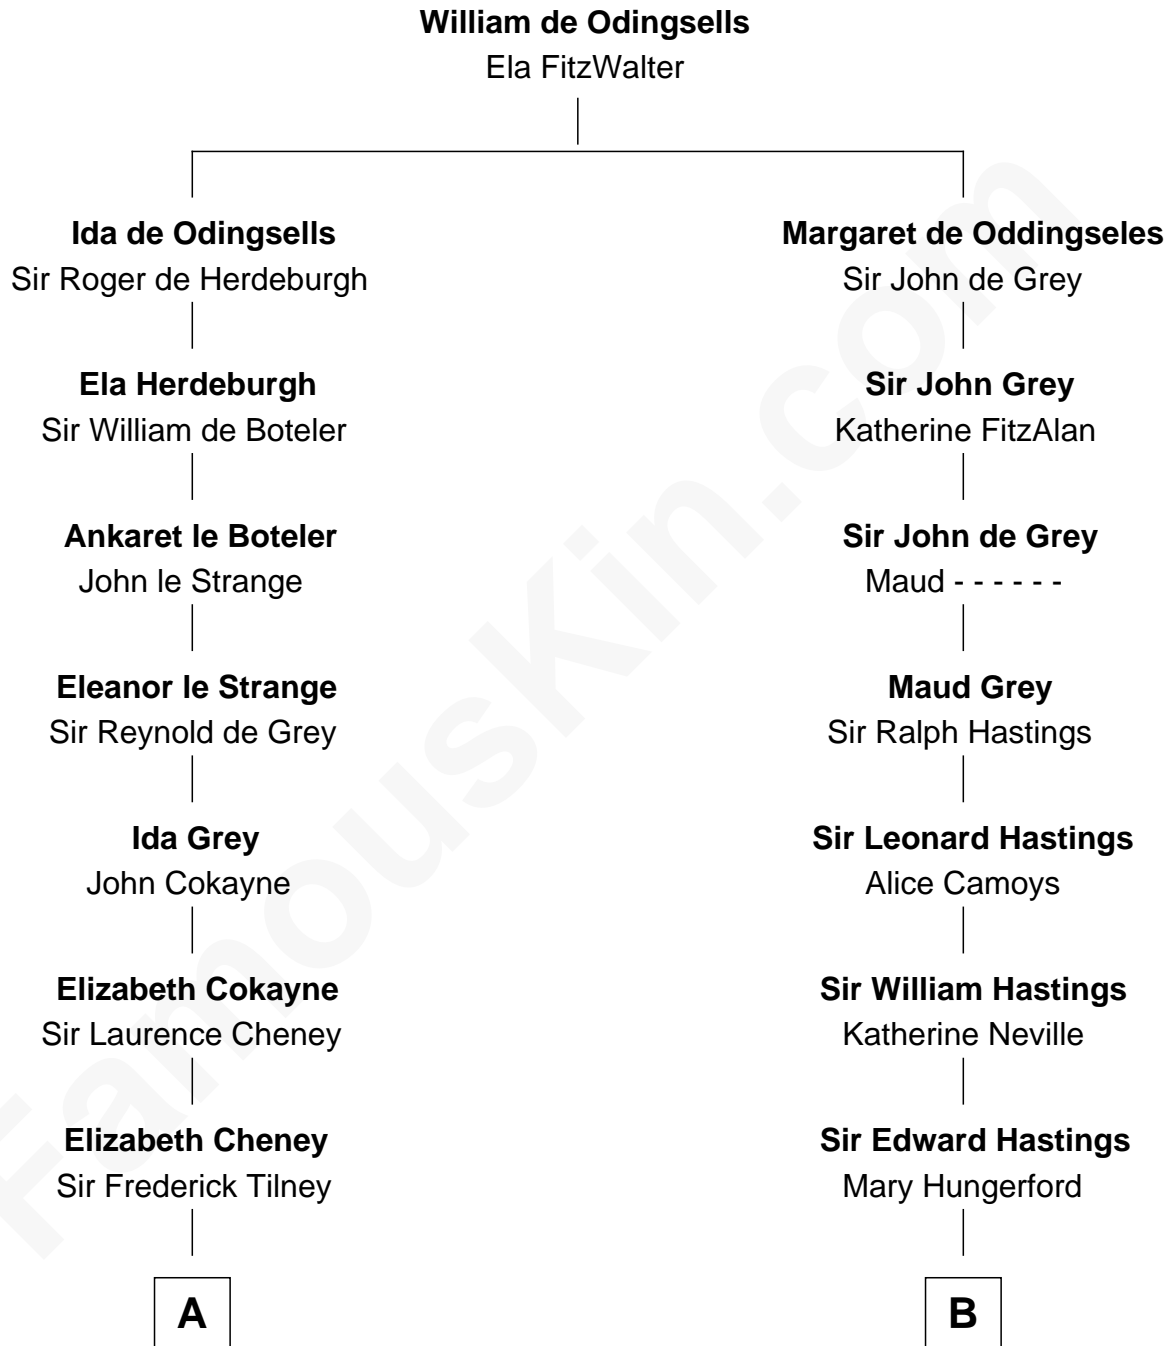 William de Odingsells
Ela FitzWalter
Ida de Odingsells
Sir Roger de Herdeburgh
Margaret de Oddingseles
Sir John de Grey
Ela Herdeburgh
Sir William de Boteler
Sir John Grey
Katherine FitzAlan
Ankaret le Boteler
John le Strange
Sir John de Grey
Maud - - - - - -
Eleanor le Strange
Sir Reynold de Grey
Maud Grey
Sir Ralph Hastings
Ida Grey
John Cokayne
Sir Leonard Hastings
Alice Camoys
Elizabeth Cokayne
Sir Laurence Cheney
Sir William Hastings
Katherine Neville
Elizabeth Cheney
Sir Frederick Tilney
Sir Edward Hastings
Mary Hungerford
A
B
FamousKin.com